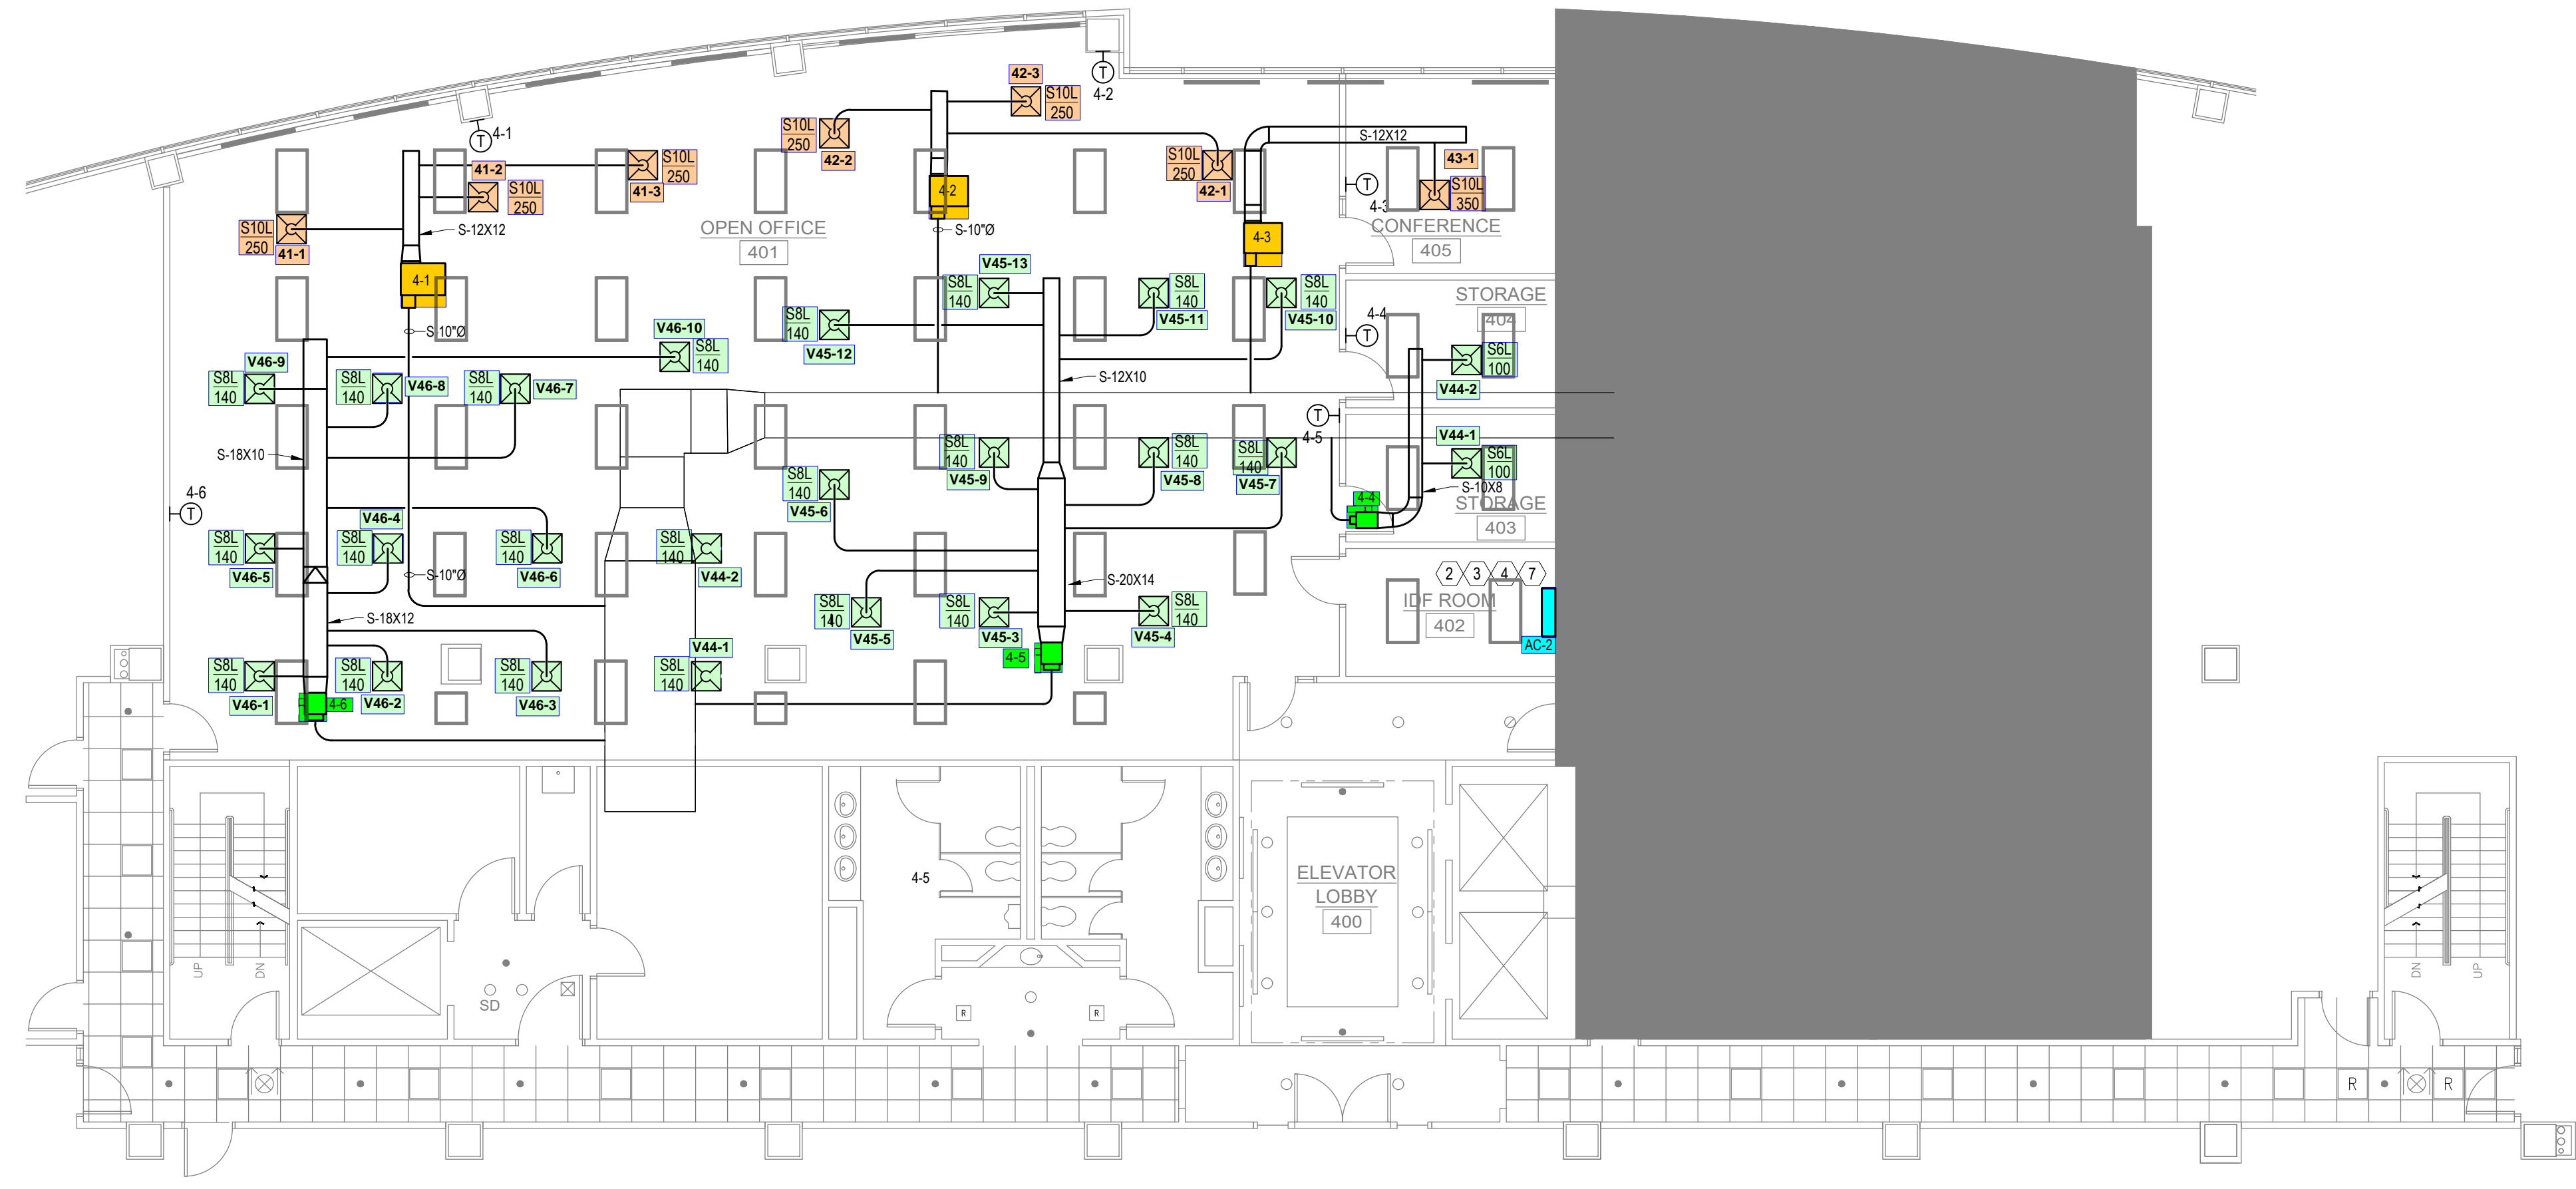 42-3
S10L
250
T
4-2
S10L
250
42-2
T
4-1
S-12X12
41-2
S10L
250
S10L
250
41-3
S10L
250
42-1
43-1
S10L
350
T
4-3
4-2
S10L
250
41-1
S-12X12
S-10"Ø
OPEN OFFICE
401
4-3
CONFERENCE
405
4-1
V45-13
S8L
140
S8L
140
V45-11
S8L
140
V45-10
STORAGE
404
S-10"Ø
V46-10
S8L
140
S8L
140
V45-12
4-4
T
V46-9
S8L
140
S8L
140
V46-8
S8L
140
V46-7
S-12X10
S6L
100
V44-2
T
4-5
V44-1
S6L
100
S-18X10
S8L
140
V45-9
S8L
140
V45-8
S8L
140
V45-7
S8L
140
V45-6
S-10X8
STORAGE
403
4-4
4-6
T
V46-4
S8L
140
V46-5
S8L
140
S8L
140
V46-6
S8L
140
V44-2
S-10"Ø
S-20X14
2
3
4
7
IDF ROOM
402
AC-2
S-18X12
S8L
140
V45-5
S8L
140
V45-3
S8L
140
V45-4
4-5
V44-1
S8L
140
S8L
140
V46-1
S8L
140
V46-2
S8L
140
V46-3
4-6
4-5
ELEVATOR
LOBBY
400
UP
DN
SD
R
R
DN
UP
R
R